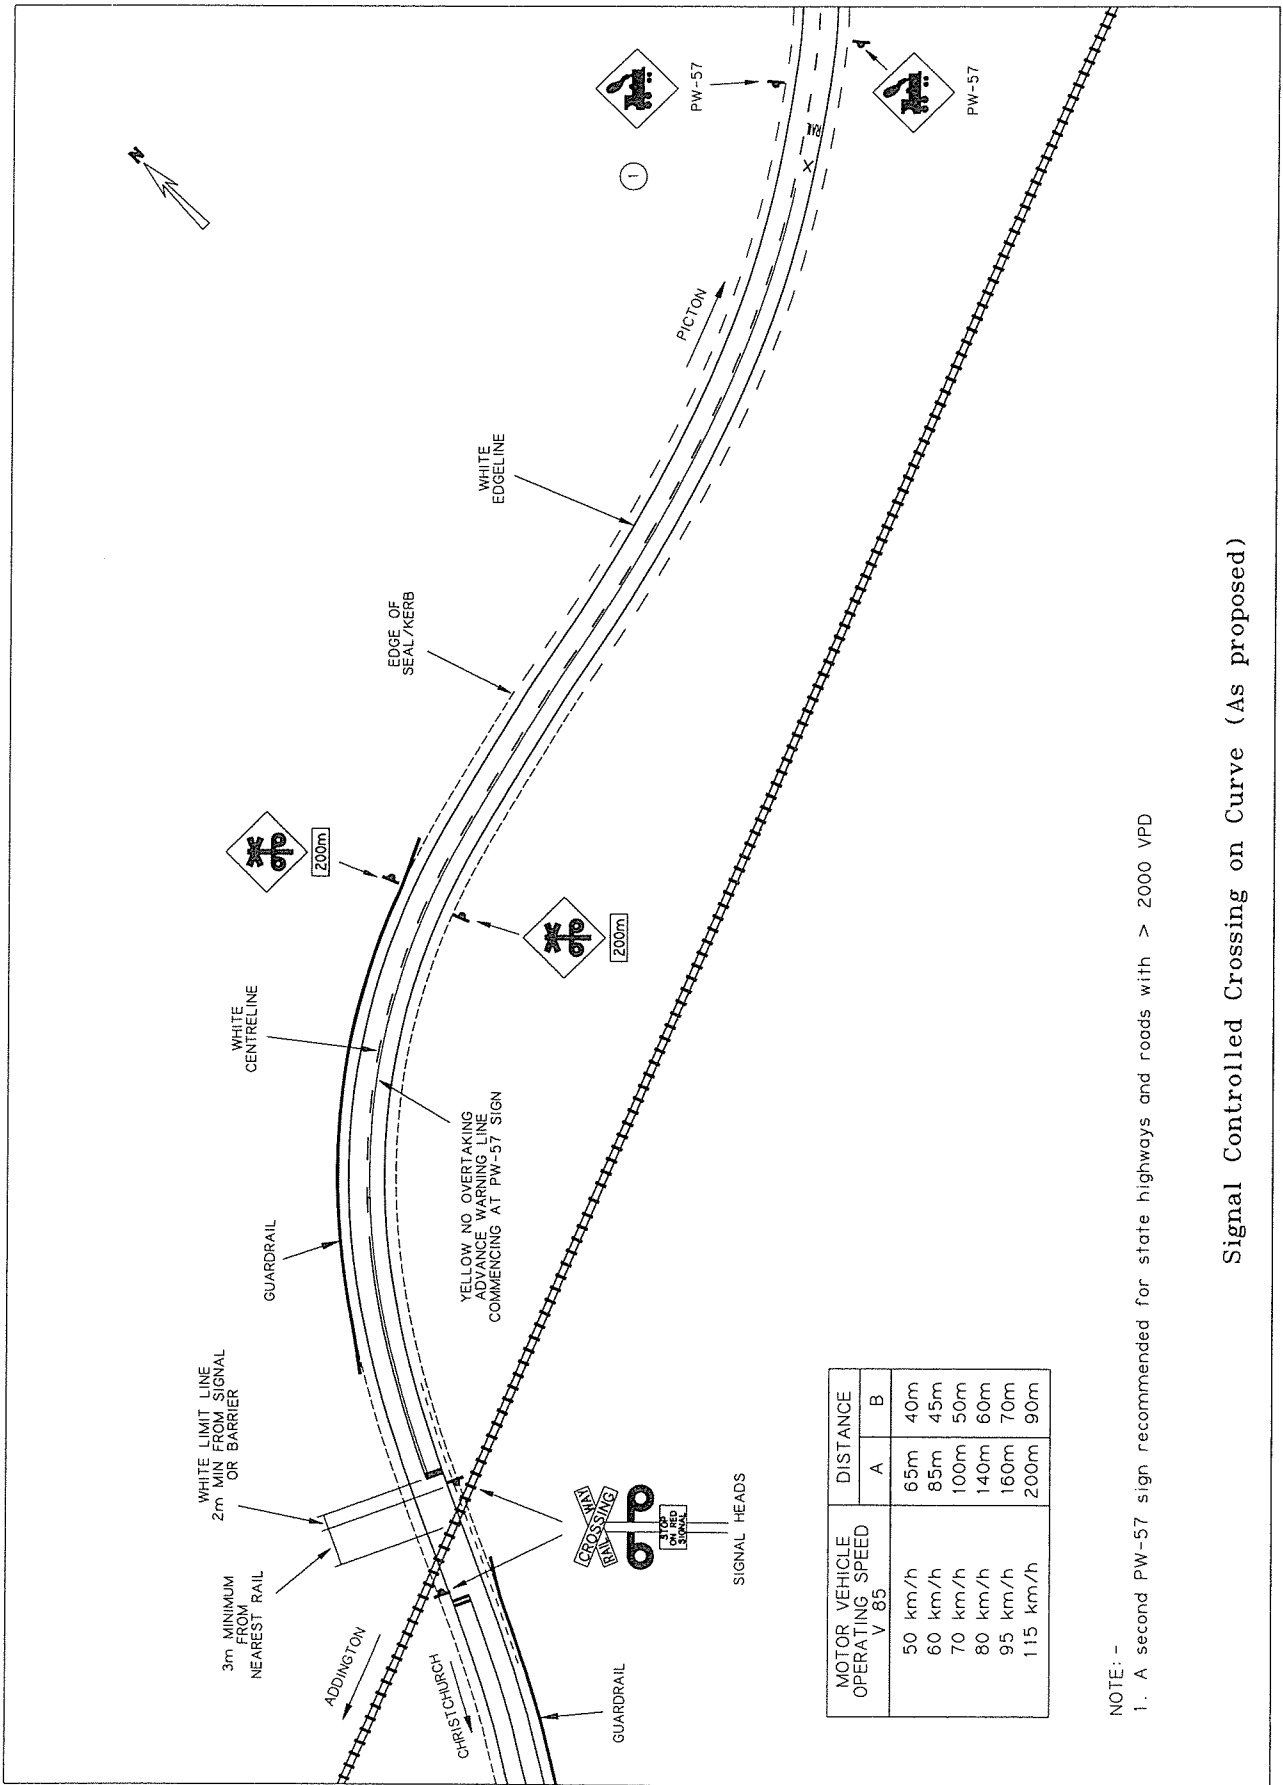 N
PW-57
1
PW-57
RAIL
X
PICTON
WHITE
EDGELINE
EDGE OF
SEAL/KERB
200m
200m
WHITE
CENTRELINE
YELLOW NO OVERTAKING
ADVANCE WARNING LINE
COMMENCING AT PW-57 SIGN
GUARDRAIL
WHITE LIMIT LINE
2m MIN FROM SIGNAL
OR BARRIER
3m MINIMUM
FROM
NEAREST RAIL
ADDINGTON
CHRISTCHURCH
GUARDRAIL
RAIL WAY
CROSSING
STOP
ON RED
SIGNAL
SIGNAL HEADS
MOTOR VEHICLE
OPERATING SPEED
V 85
DISTANCE
A B
50 km/h 65m 40m
60 km/h 85m 45m
70 km/h 100m 50m
80 km/h 140m 60m
95 km/h 160m 70m
115 km/h 200m 90m
NOTE: -
1. A second PW-57 sign recommended for state highways and roads with > 2000 VPD
Signal Controlled Crossing on Curve (As proposed)